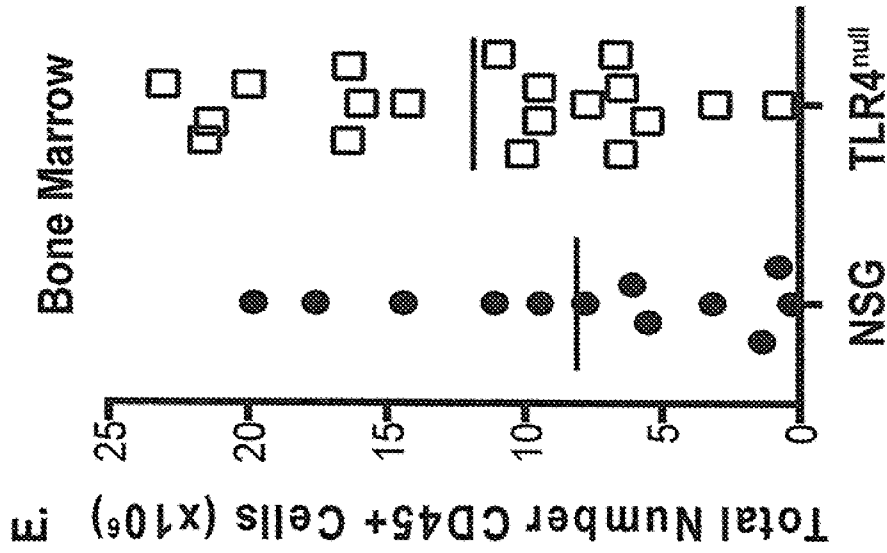 E.
Bone Marrow
Total Number CD45+ Cells (x10⁶)
25
20
15
10
5
0
NSG
TLR4null